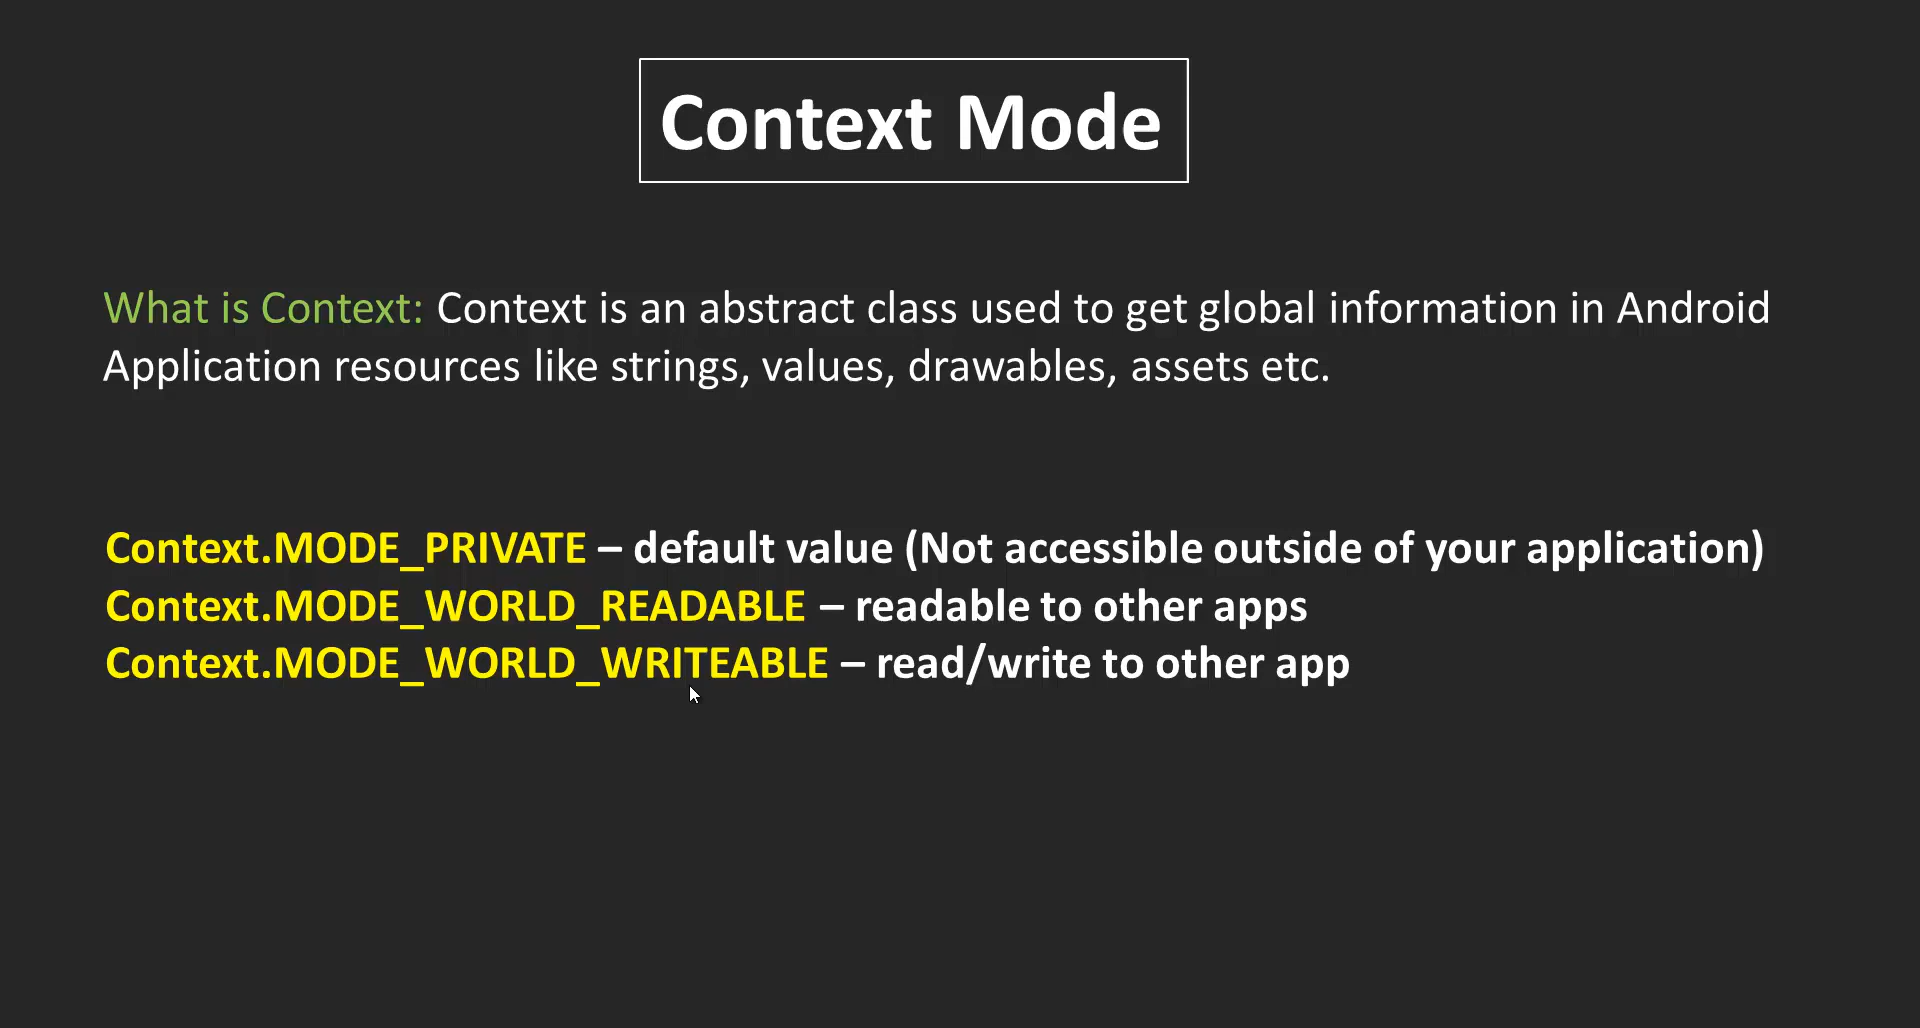 Context Mode
What is Context: Context is an abstract class used to get global information in Android
Application resources like strings, values, drawables, assets etc.
Context.MODE_PRIVATE – default value (Not accessible outside of your application)
Context.MODE_WORLD_READABLE – readable to other apps
Context.MODE_WORLD_WRITEABLE – read/write to other app